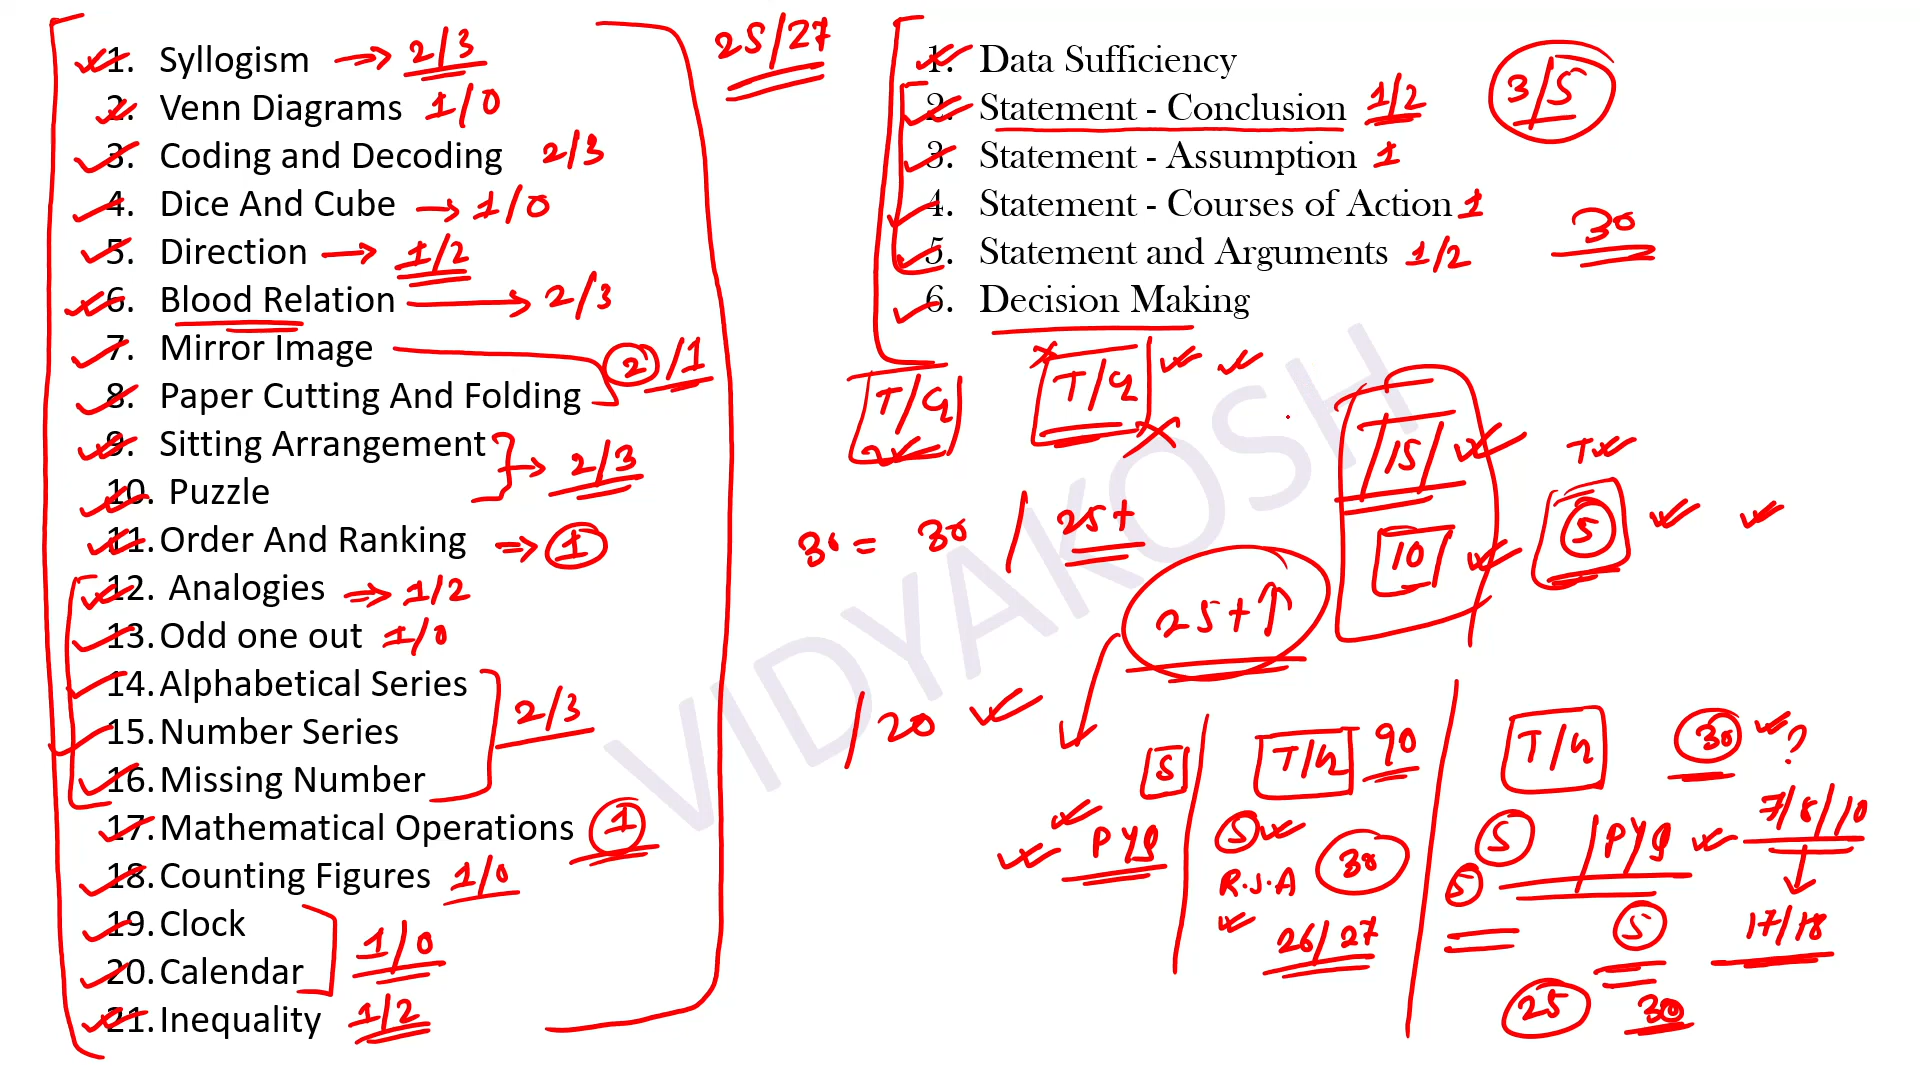 1. Syllogism → 2/3
2. Venn Diagrams 1/0
3. Coding and Decoding 2/3
4. Dice And Cube → 1/0
5. Direction → 1/2
6. Blood Relation → 2/3
7. Mirror Image
8. Paper Cutting And Folding
2/1
9. Sitting Arrangement
10. Puzzle
→ 2/3
11. Order And Ranking ⇒ 1
12. Analogies ⇒ 1/2
13. Odd one out 1/0
14. Alphabetical Series
15. Number Series
16. Missing Number
2/3
17. Mathematical Operations 1
18. Counting Figures 1/0
19. Clock
20. Calendar
1/0
21. Inequality 1/2
25/27
1. Data Sufficiency
2. Statement - Conclusion 1/2
3. Statement - Assumption 1
4. Statement - Courses of Action 1
5. Statement and Arguments 1/2
6. Decision Making
3/5
30
T/G
T/G
15
10
T
5
30 = 30 / 25+
25+↑
/ 20
S
PYQ
T/G 90
5
R.J.A 30
26/27
T/G 30 ?
5 / PYQ 7/8/10
5
5 17/18
25 30
VIDYAKOSH